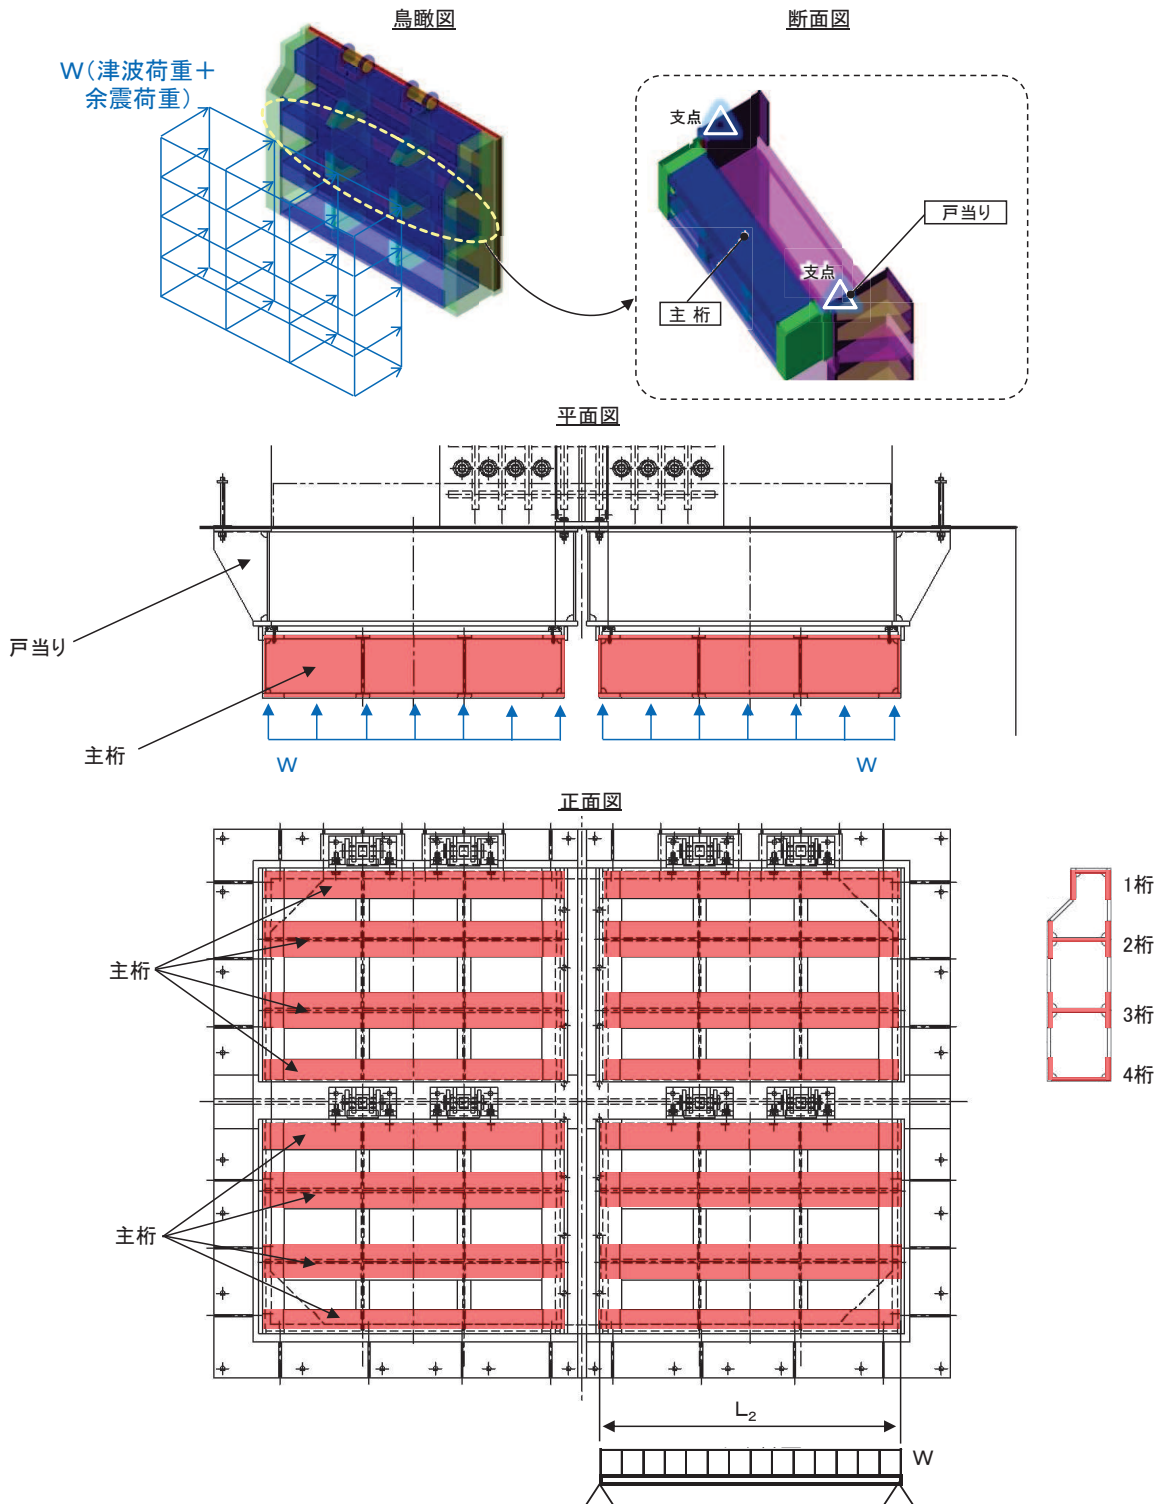 鳥瞰図
断面図
W(津波荷重+
余震荷重)
支点
戸当り
支点
主 桁
平面図
戸当り
主桁
W
W
正面図
1桁
2桁
主桁
3桁
4桁
主桁
L₂
W